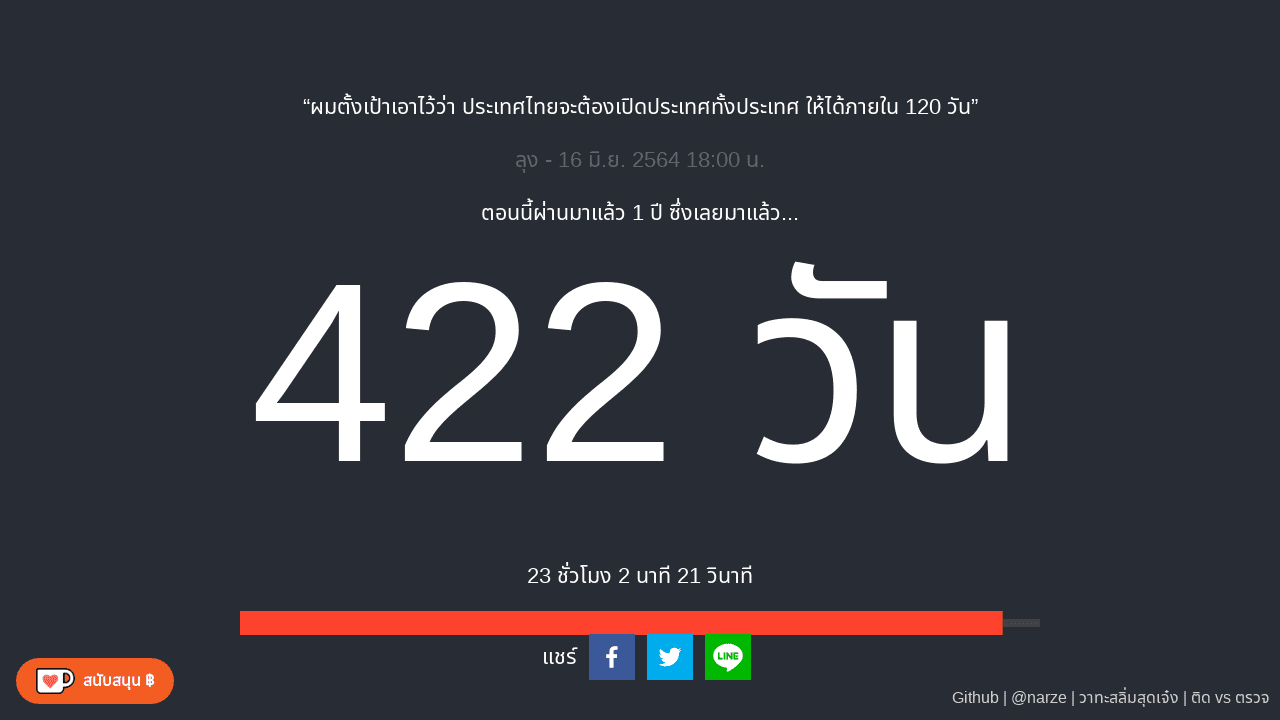 “ผมตั้งเป้าเอาไว้ว่า ประเทศไทยจะต้องเปิดประเทศทั้งประเทศ ให้ได้ภายใน 120 วัน”
ลุง - 16 มิ.ย. 2564 18:00 น.
ตอนนี้ผ่านมาแล้ว 1 ปี ซึ่งเลยมาแล้ว...
422 วัน
23 ชั่วโมง 2 นาที 21 วินาที
แชร์
LINE
สนับสนุน ฿
Github | @narze | วาทะสลิ่มสุดเจ๋ง | ติด vs ตรวจ